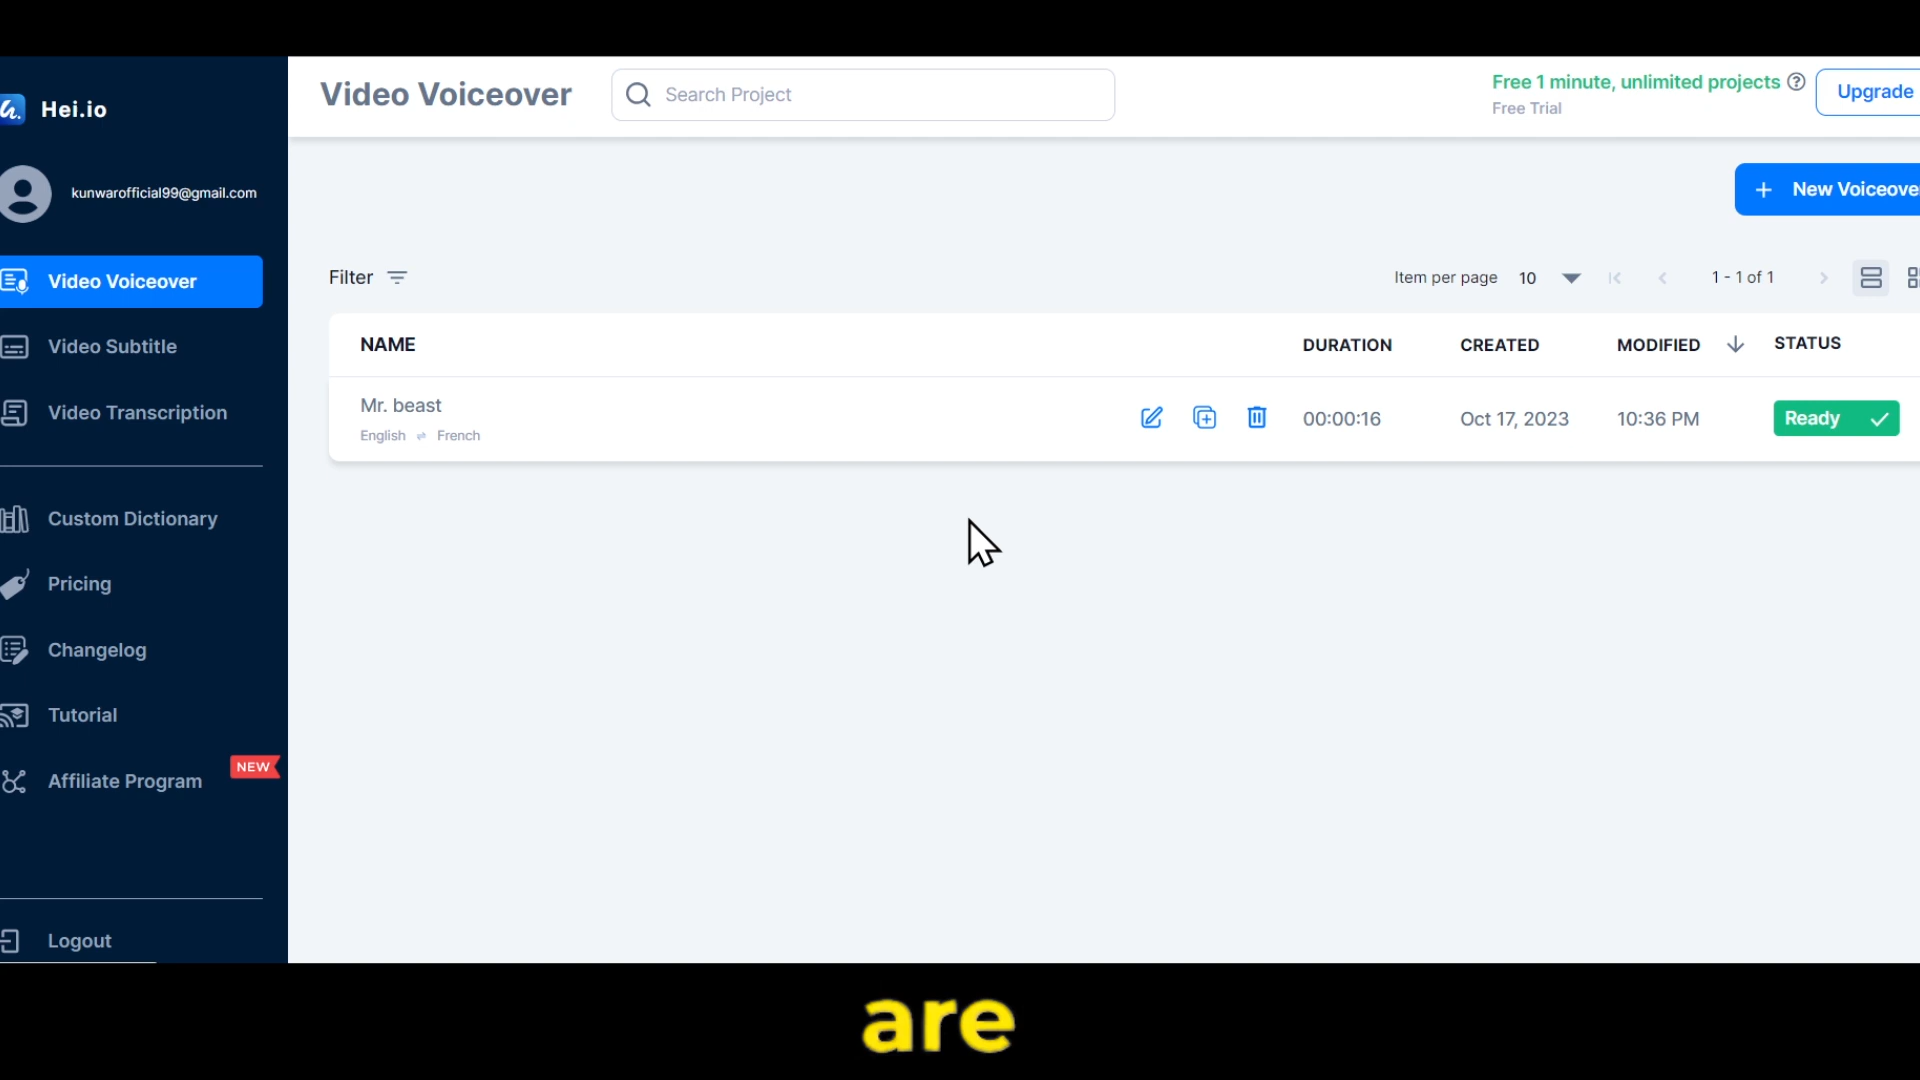 Hei.io
kunwarofficial99@gmail.com
Video Voiceover
Video Subtitle
Video Transcription
Custom Dictionary
Pricing
Changelog
Tutorial
Affiliate Program
NEW
Logout
Video Voiceover
Search Project
Free 1 minute, unlimited projects
Free Trial
Upgrade
+ New Voiceover
Filter
Item per page 10
1 - 1 of 1
NAME DURATION CREATED MODIFIED STATUS
Mr. beast
English ⇌ French
00:00:16 Oct 17, 2023 10:36 PM Ready
are